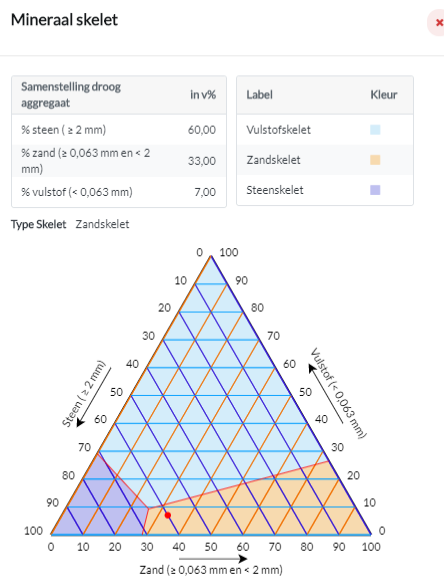 Mineraal skelet
Samenstelling droog
aggregaat
in v%
% steen ( ≥ 2 mm)
60,00
% zand (≥ 0,063 mm en < 2
mm)
33,00
% vulstof (< 0,063 mm)
7,00
Label
Kleur
Vulstofskelet
Zandskelet
Steenskelet
Type Skelet Zandskelet
0 100
10 90
20 80
30 70
40 60
50 50
60 40
70 30
80 20
90 10
100 0
Steen ( ≥ 2 mm)
Vulstof (< 0,063 mm)
0 10 20 30 40 50 60 70 80 90 100
Zand (≥ 0,063 mm en < 2 mm)